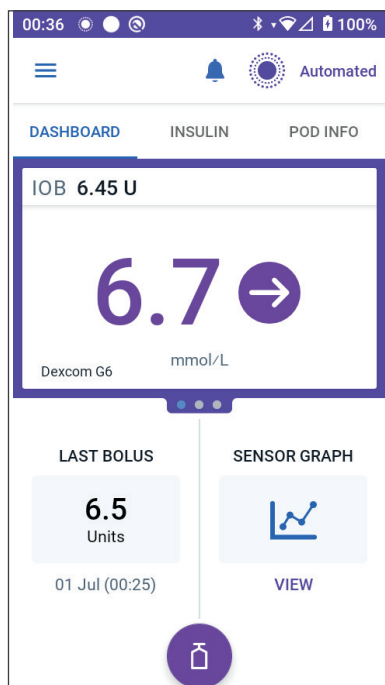 00:36 100%
Automated
DASHBOARD INSULIN POD INFO
IOB 6.45 U
6.7
mmol/L
Dexcom G6
LAST BOLUS SENSOR GRAPH
6.5
Units
01 Jul (00:25) VIEW